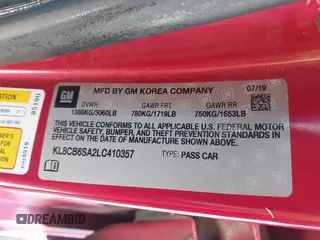 GM
MFD BY GM KOREA COMPANY
07/19
GVWR GAWR FRT GAWR RR
1388KG/3060LB 780KG/1719LB 750KG/1653LB
THIS VEHICLE CONFORMS TO ALL APPLICABLE U.S. FEDERAL MOTOR
VEHICLE SAFETY, BUMPER, AND THEFT PREVENTION STANDARDS IN
EFFECT ON THE DATE OF MANUFACTURE SHOWN ABOVE.
KL8CB6SA2LC410357 TYPE: PASS CAR
DREAMBID